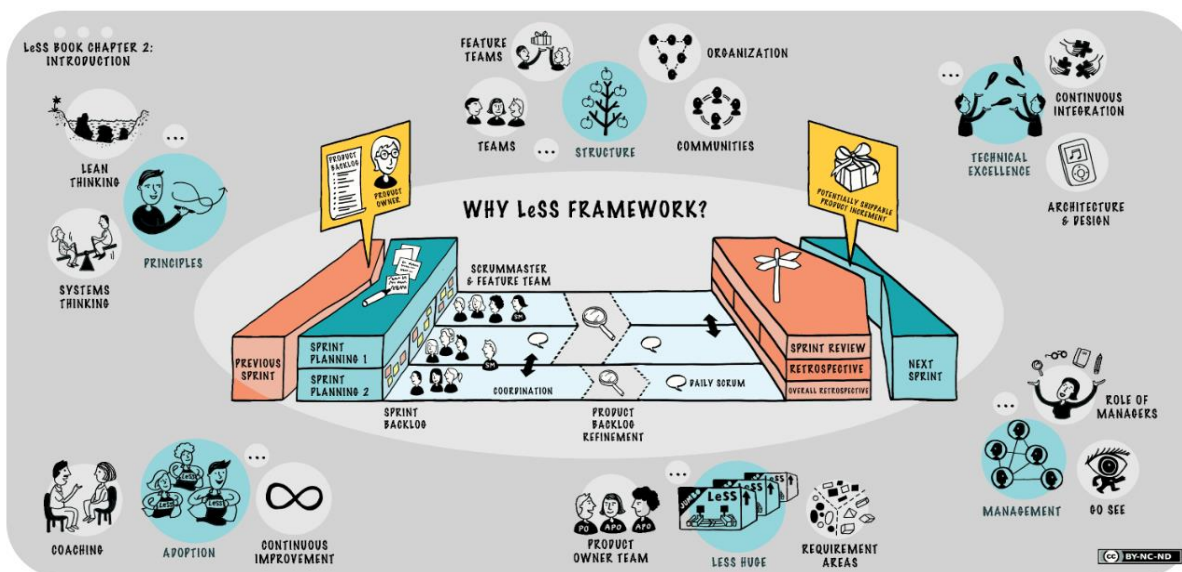 LeSS BOOK CHAPTER 2:
INTRODUCTION
LEAN
THINKING
SYSTEMS
THINKING
PRINCIPLES
FEATURE
TEAMS
TEAMS
STRUCTURE
ORGANIZATION
COMMUNITIES
CONTINUOUS
INTEGRATION
TECHNICAL
EXCELLENCE
ARCHITECTURE
& DESIGN
PRODUCT
BACKLOG
PRODUCT
OWNER
WHY LeSS FRAMEWORK?
POTENTIALLY SHIPPABLE
PRODUCT INCREMENT
SCRUMMASTER
& FEATURE TEAM
SM
SM
PREVIOUS
SPRINT
SPRINT
PLANNING 1
SPRINT
PLANNING 2
SPRINT
BACKLOG
COORDINATION
PRODUCT
BACKLOG
REFINEMENT
DAILY SCRUM
SPRINT REVIEW
RETROSPECTIVE
OVERALL RETROSPECTIVE
NEXT
SPRINT
ROLE OF
MANAGERS
MANAGEMENT
GO SEE
COACHING
LeSS
LeSS
LeSS
ADOPTION
CONTINUOUS
IMPROVEMENT
PO
APO
APO
PRODUCT
OWNER TEAM
JUMBO
LeSS
LESS HUGE
REQUIREMENT
AREAS
cc BY-NC-ND